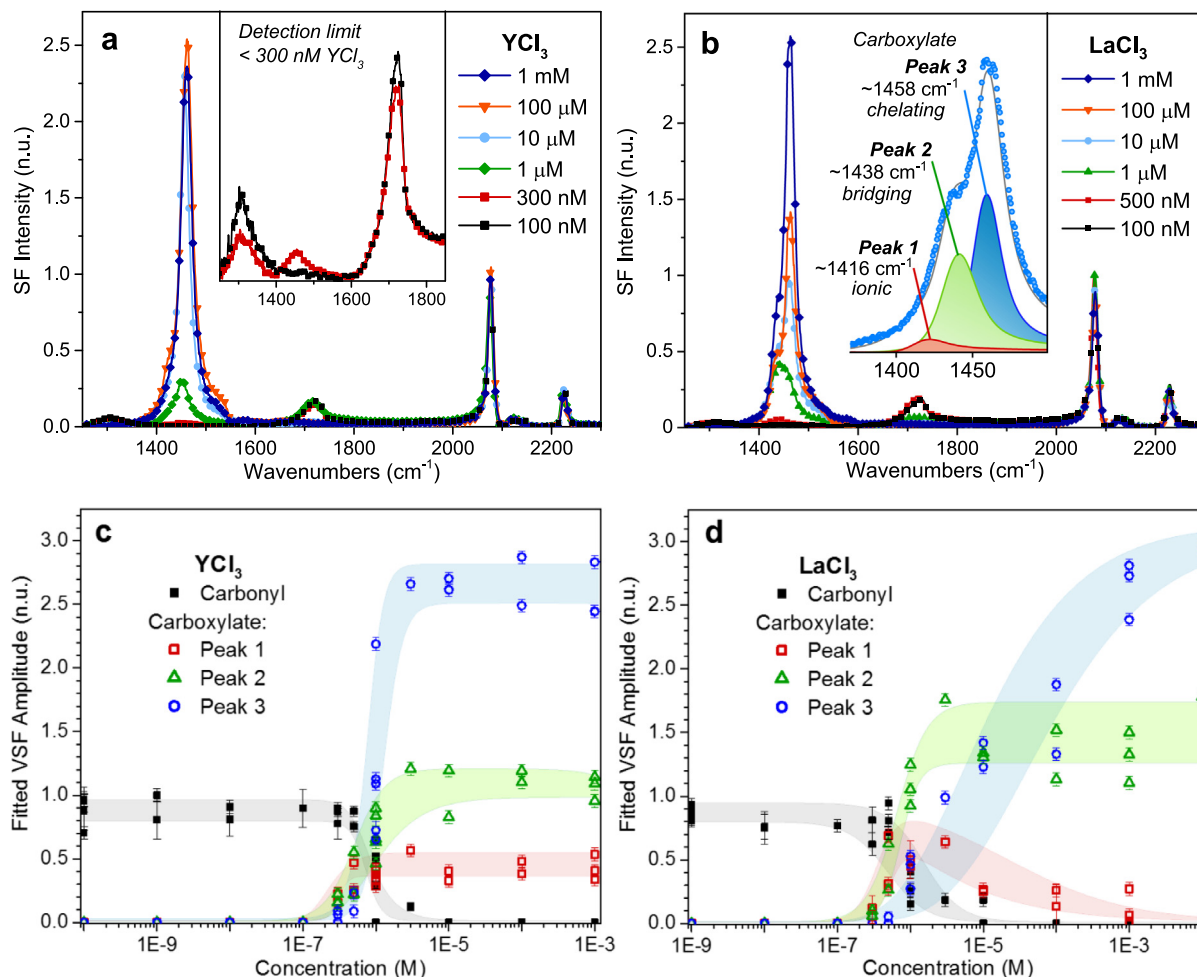 a
Detection limit
< 300 nM YCl₃
YCl₃
1 mM
100 μM
10 μM
1 μM
300 nM
100 nM
2.5
2.0
1.5
1.0
0.5
0.0
SF Intensity (n.u.)
1400 1600 1800
1400 1600 1800 2000 2200
Wavenumbers (cm⁻¹)
b
Carboxylate
Peak 3
~1458 cm⁻¹
chelating
Peak 2
~1438 cm⁻¹
bridging
Peak 1
~1416 cm⁻¹
ionic
1400 1450
LaCl₃
1 mM
100 μM
10 μM
1 μM
500 nM
100 nM
2.5
2.0
1.5
1.0
0.5
0
SF Intensity (n.u.)
1400 1600 1800 2000 2200
Wavenumbers (cm⁻¹)
c
YCl₃
Carbonyl
Carboxylate:
Peak 1
Peak 2
Peak 3
3.0
2.5
2.0
1.5
1.0
0.5
0.0
Fitted VSF Amplitude (n.u.)
1E-9 1E-7 1E-5 1E-3
Concentration (M)
d
LaCl₃
Carbonyl
Carboxylate:
Peak 1
Peak 2
Peak 3
3.0
2.5
2.0
1.5
1.0
0.5
0.0
Fitted VSF Amplitude (n.u.)
1E-9 1E-7 1E-5 1E-3
Concentration (M)